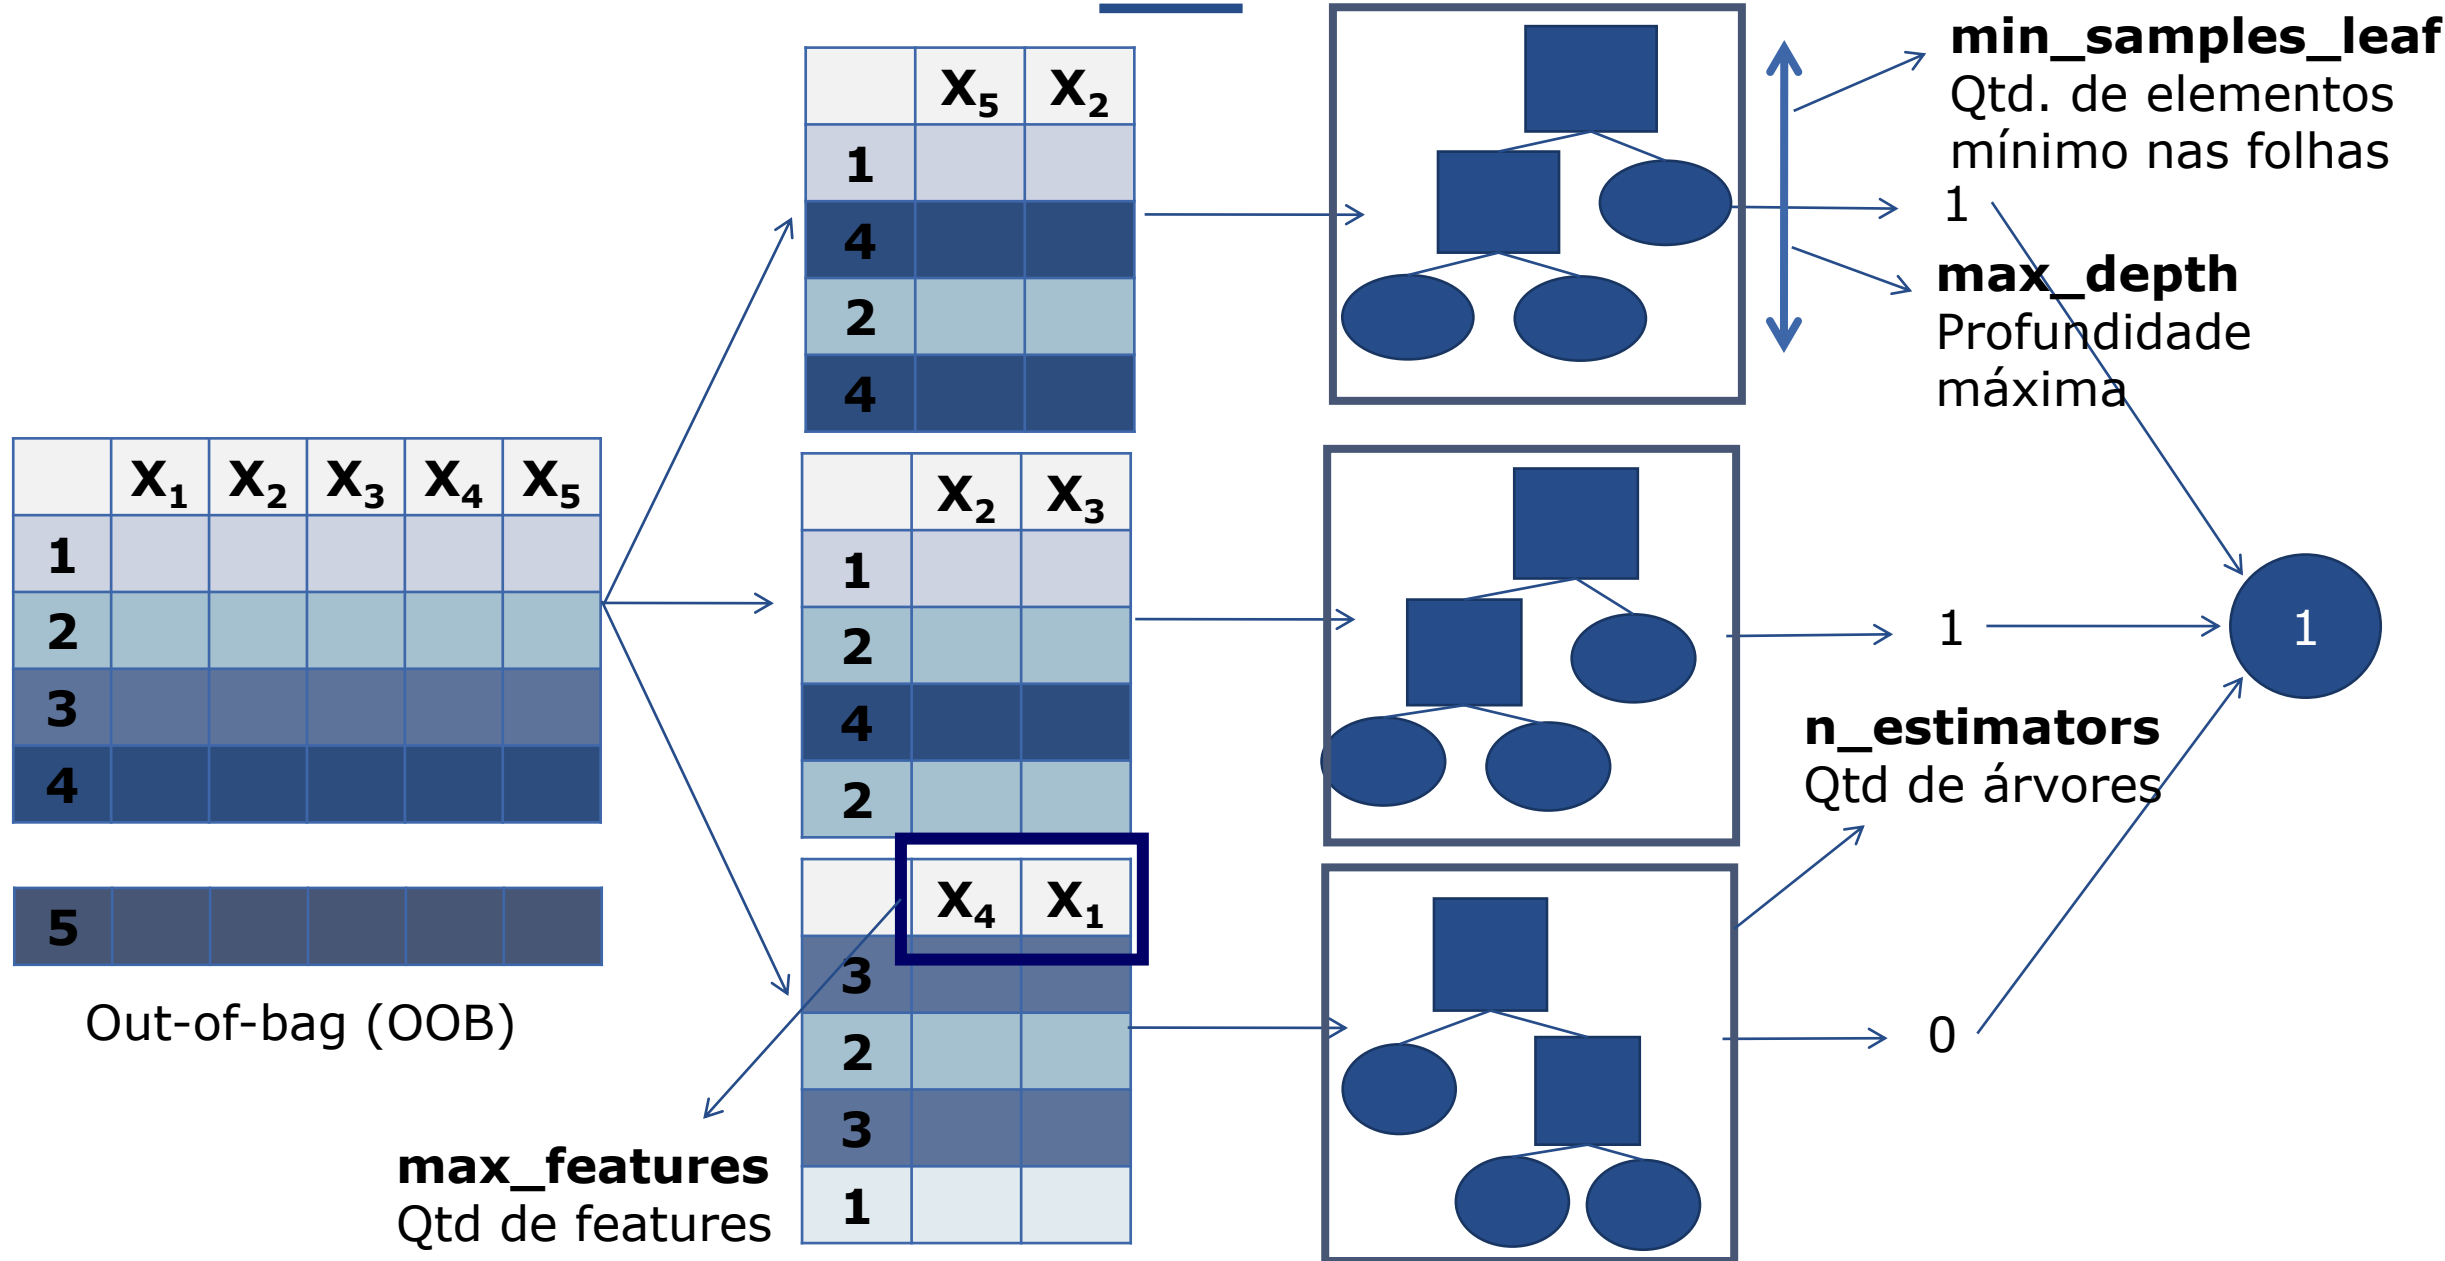 X1 X2 X3 X4 X5
1
2
3
4
5
Out-of-bag (OOB)
X5 X2
1
4
2
4
X2 X3
1
2
4
2
X4 X1
3
2
3
1
max_features
Qtd de features
min_samples_leaf
Qtd. de elementos
mínimo nas folhas
1
max_depth
Profundidade
máxima
1
n_estimators
Qtd de árvores
0
1